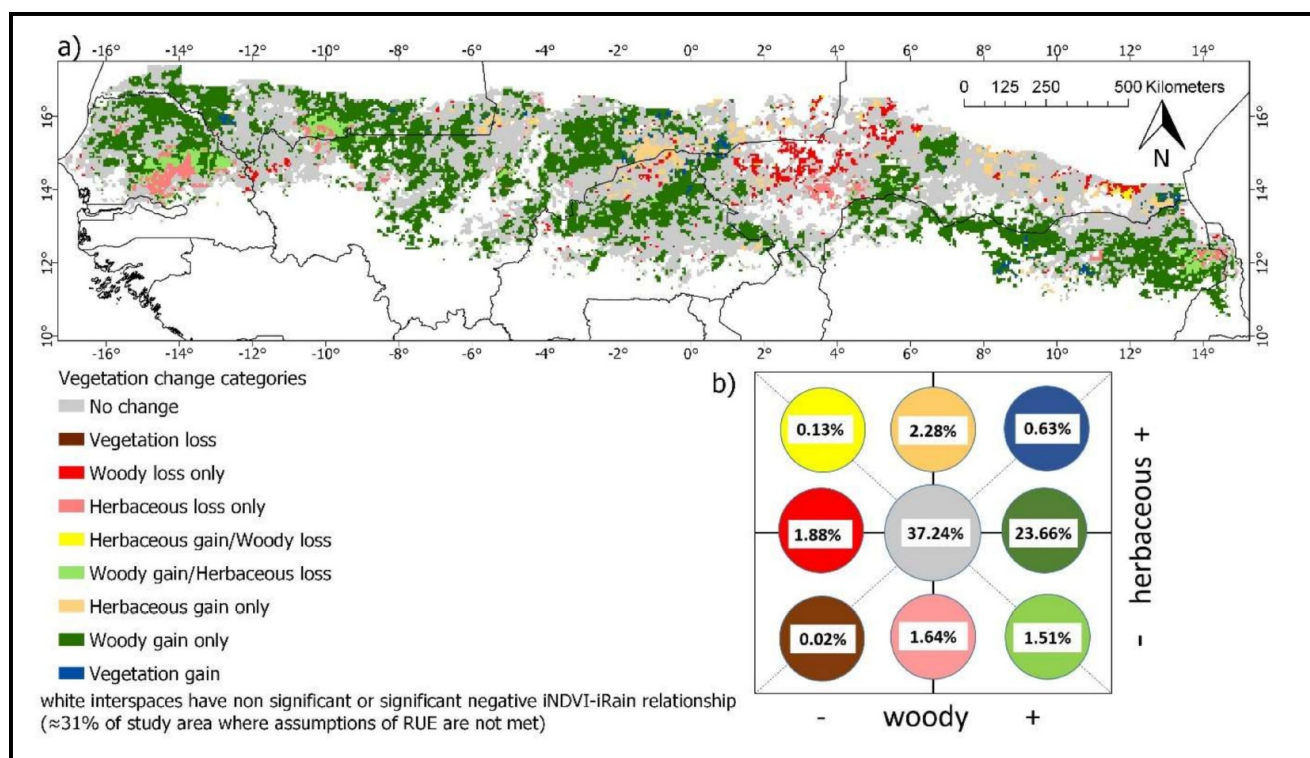 a)
-16° -14° -12° -10° -8° -6° -4° -2° 0° 2° 4° 6° 8° 10° 12° 14°
0 125 250 500 Kilometers
16° 16°
N
14° 14°
12° 12°
10° 10°
-16° -14° -12° -10° -8° -6° -4° -2° 0° 2° 4° 6° 8° 10° 12° 14°
Vegetation change categories
No change
Vegetation loss
Woody loss only
Herbaceous loss only
Herbaceous gain/Woody loss
Woody gain/Herbaceous loss
Herbaceous gain only
Woody gain only
Vegetation gain
white interspaces have non significant or significant negative iNDVI-iRain relationship
(≈31% of study area where assumptions of RUE are not met)
b)
0.13% 2.28% 0.63%
1.88% 37.24% 23.66%
0.02% 1.64% 1.51%
- woody +
- herbaceous +